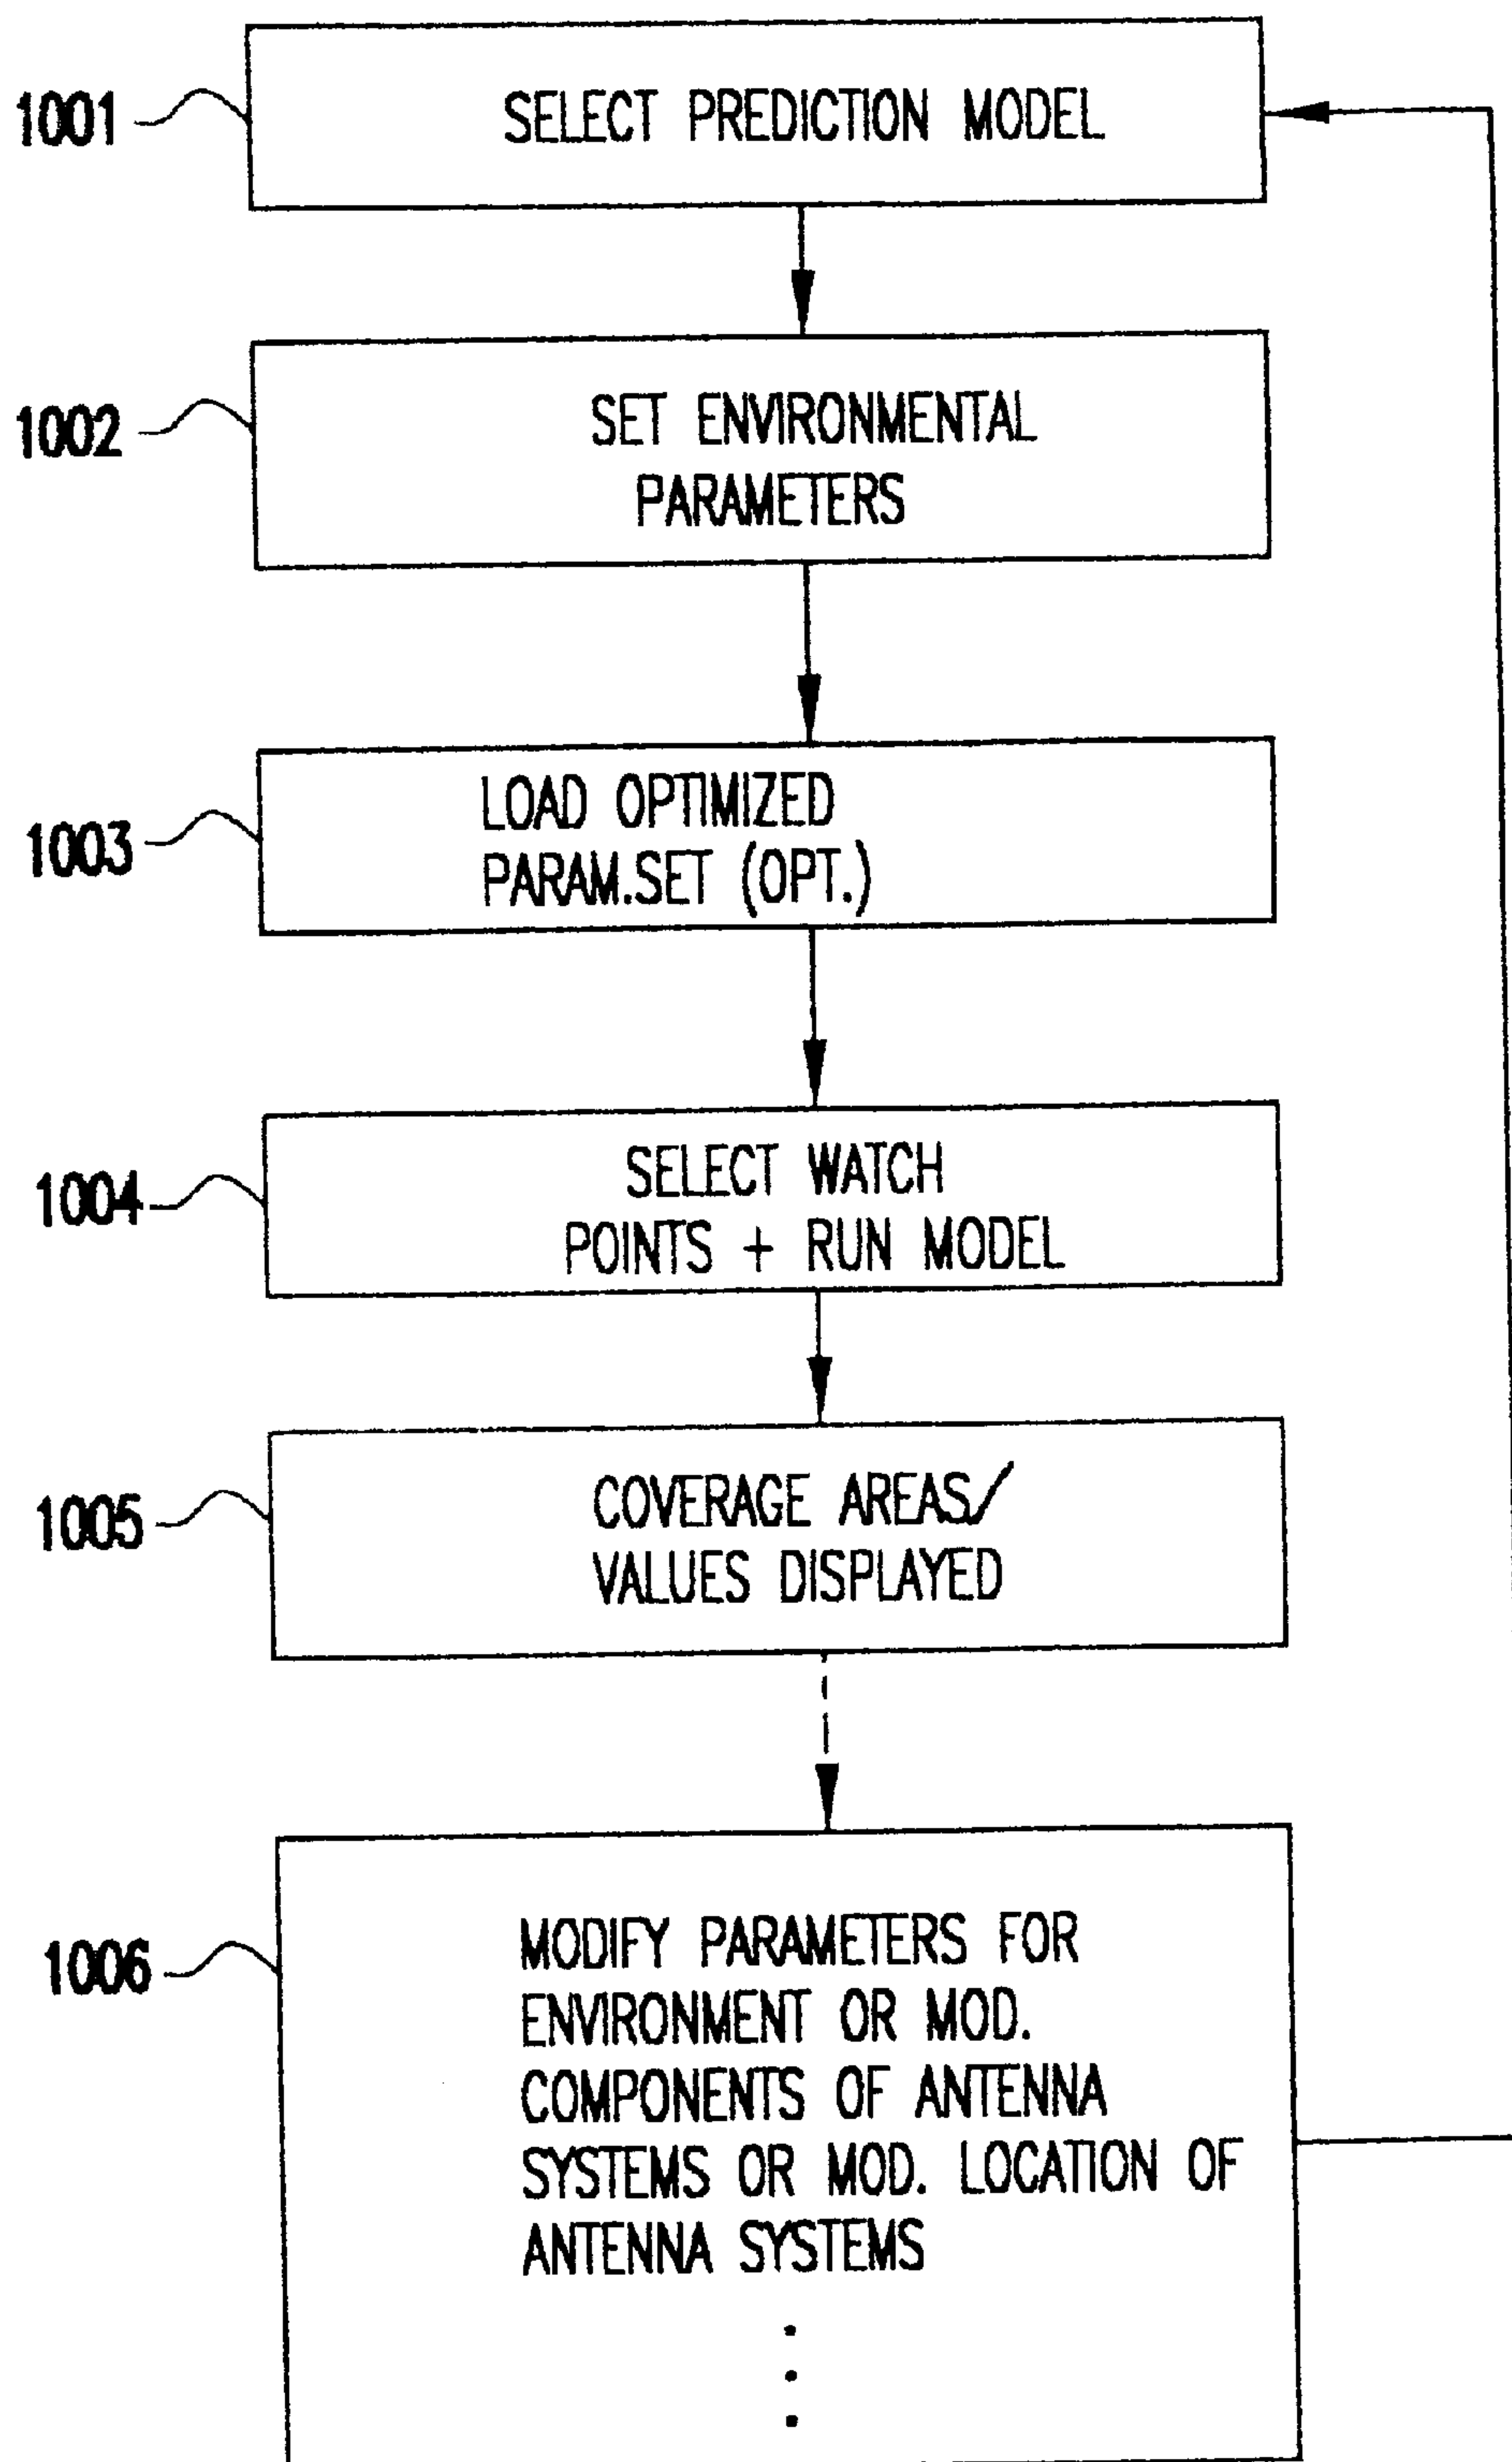 1001
SELECT PREDICTION MODEL
1002
SET ENVIRONMENTAL
PARAMETERS
1003
LOAD OPTIMIZED
PARAM.SET (OPT.)
1004
SELECT WATCH
POINTS + RUN MODEL
1005
COVERAGE AREAS/
VALUES DISPLAYED
1006
MODIFY PARAMETERS FOR
ENVIRONMENT OR MOD.
COMPONENTS OF ANTENNA
SYSTEMS OR MOD. LOCATION OF
ANTENNA SYSTEMS